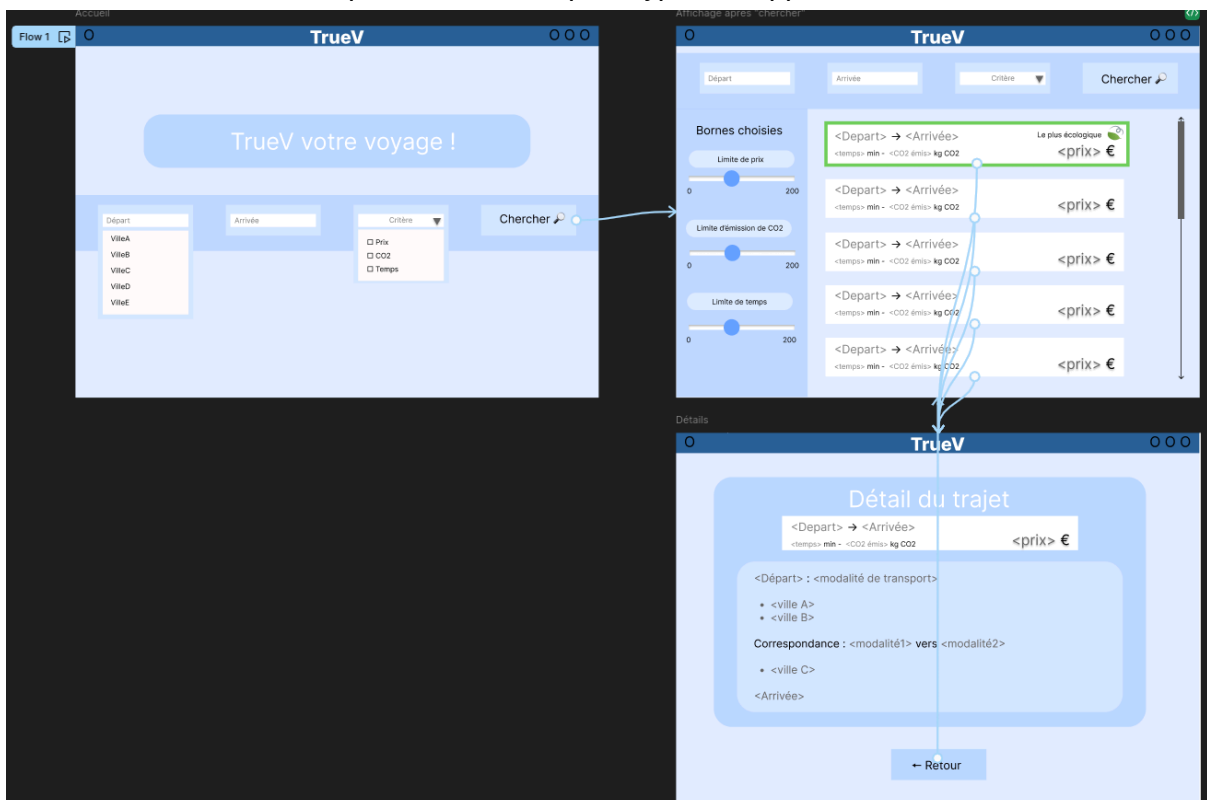 Accueil
Flow 1
O TrueV O O O
TrueV votre voyage !
Départ
VilleA
VilleB
VilleC
VilleD
VilleE
Arrivée
Critère ▼
Prix
CO2
Temps
Chercher
Affichage après "chercher"
O TrueV O O O
Départ
Arrivée
Critère ▼
Chercher
Bornes choisies
Limite de prix
0 200
Limite d'émission de CO2
0 200
Limite de temps
0 200
<Depart> → <Arrivée> Le plus écologique
<temps> min - <CO2 émis> kg CO2 <prix> €
<Depart> → <Arrivée>
<temps> min - <CO2 émis> kg CO2 <prix> €
<Depart> → <Arrivée>
<temps> min - <CO2 émis> kg CO2 <prix> €
<Depart> → <Arrivée>
<temps> min - <CO2 émis> kg CO2 <prix> €
<Depart> → <Arrivée>
<temps> min - <CO2 émis> kg CO2 <prix> €
Détails
O TrueV O O O
Détail du trajet
<Depart> → <Arrivée>
<temps> min - <CO2 émis> kg CO2 <prix> €
<Départ> : <modalité de transport>
• <ville A>
• <ville B>
Correspondance : <modalité1> vers <modalité2>
• <ville C>
<Arrivée>
← Retour